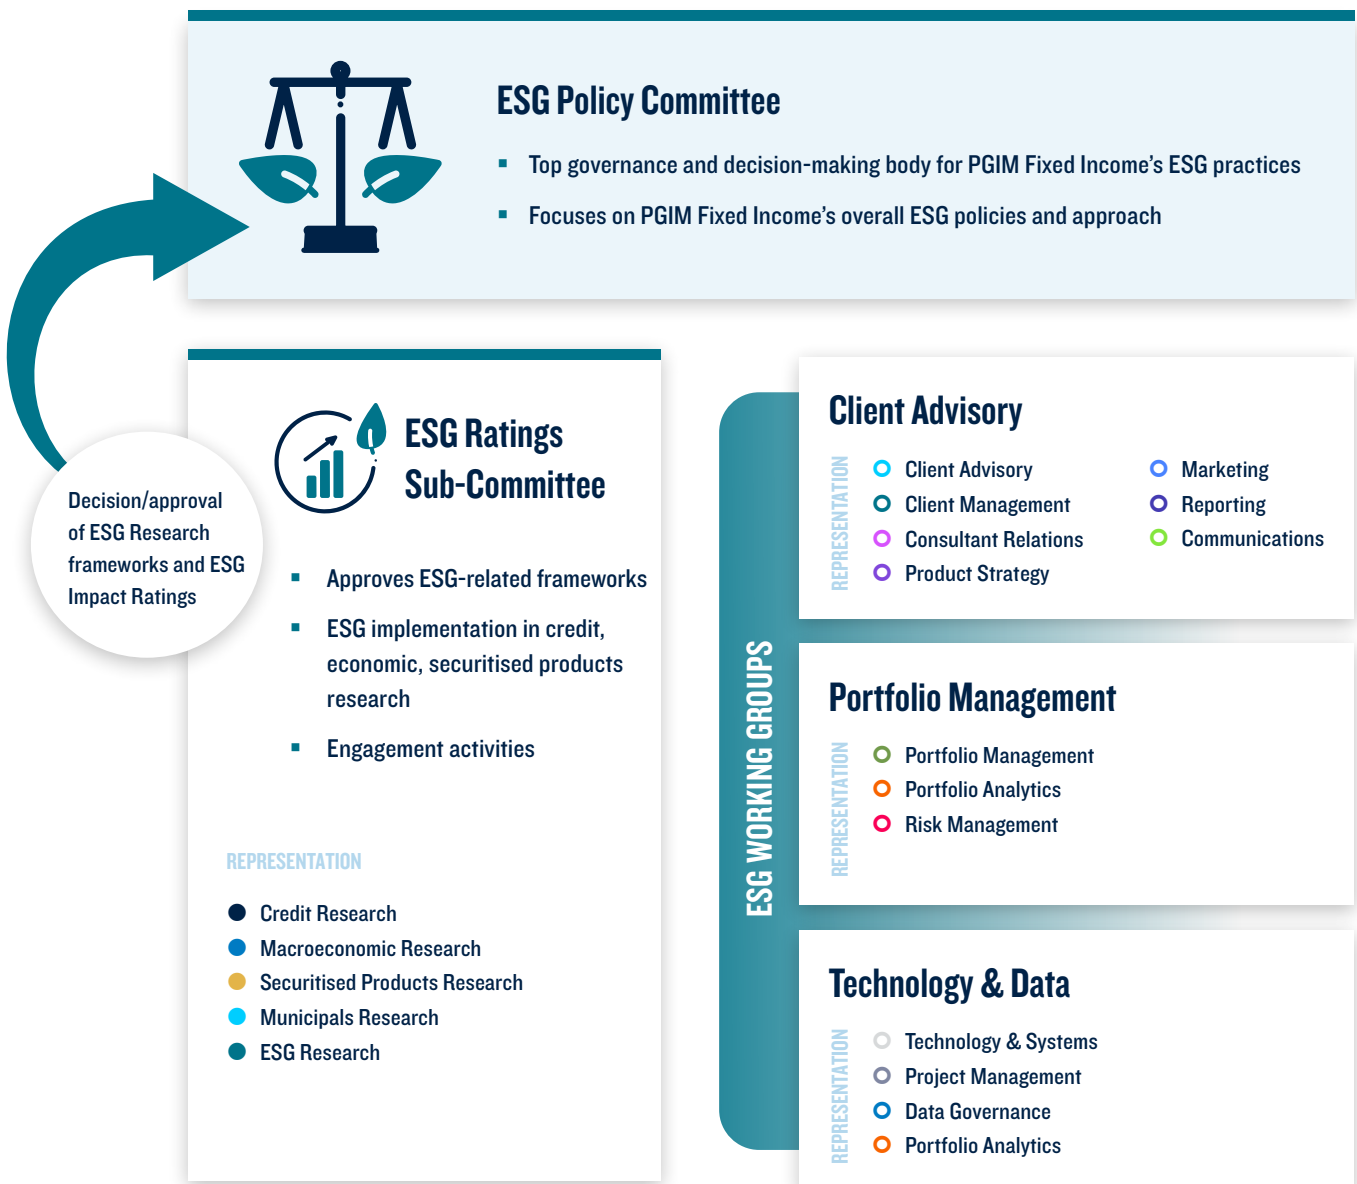 ESG Policy Committee
Top governance and decision-making body for PGIM Fixed Income's ESG practices
Focuses on PGIM Fixed Income's overall ESG policies and approach
Decision/approval
of ESG Research
frameworks and ESG
Impact Ratings
ESG Ratings
Sub-Committee
Approves ESG-related frameworks
ESG implementation in credit,
economic, securitised products
research
Engagement activities
REPRESENTATION
Credit Research
Macroeconomic Research
Securitised Products Research
Municipals Research
ESG Research
ESG WORKING GROUPS
Client Advisory
REPRESENTATION
Client Advisory
Client Management
Consultant Relations
Product Strategy
Marketing
Reporting
Communications
Portfolio Management
REPRESENTATION
Portfolio Management
Portfolio Analytics
Risk Management
Technology & Data
REPRESENTATION
Technology & Systems
Project Management
Data Governance
Portfolio Analytics